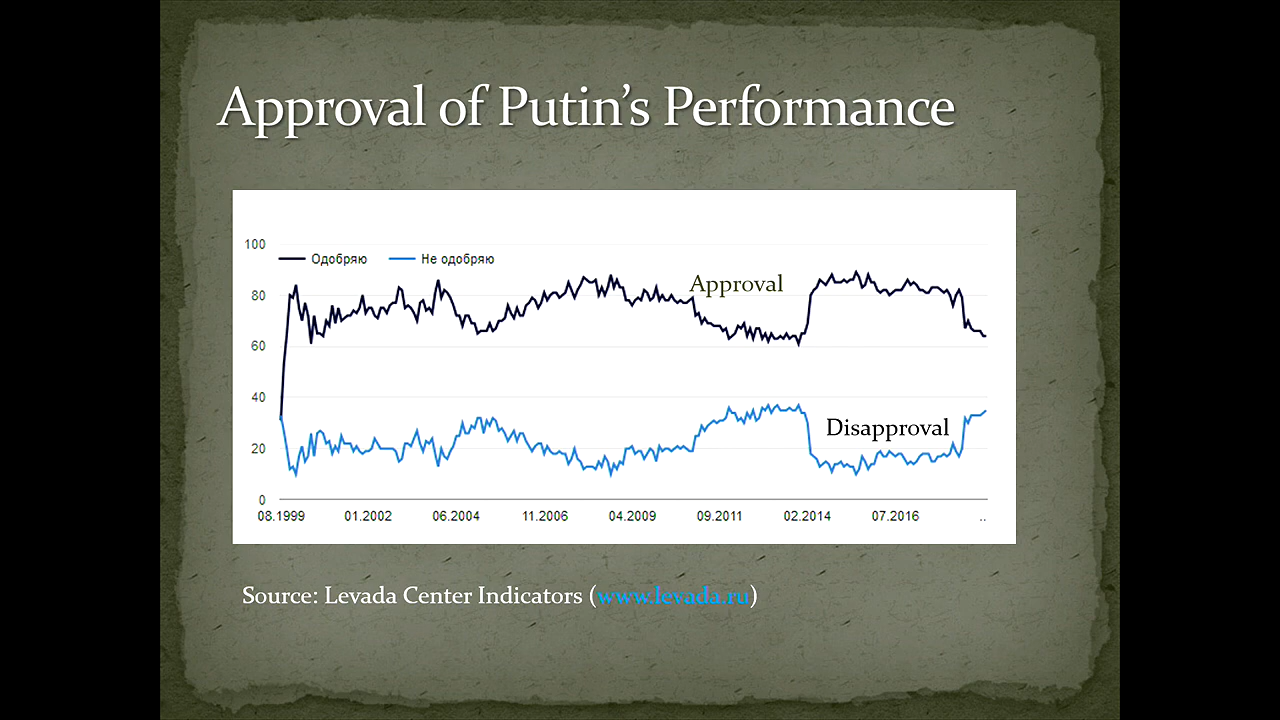 Approval of Putin's Performance
100
Одобряю
Не одобряю
Approval
80
60
40
Disapproval
20
0
08.1999 01.2002 06.2004 11.2006 04.2009 09.2011 02.2014 07.2016 ..
Source: Levada Center Indicators (www.levada.ru)